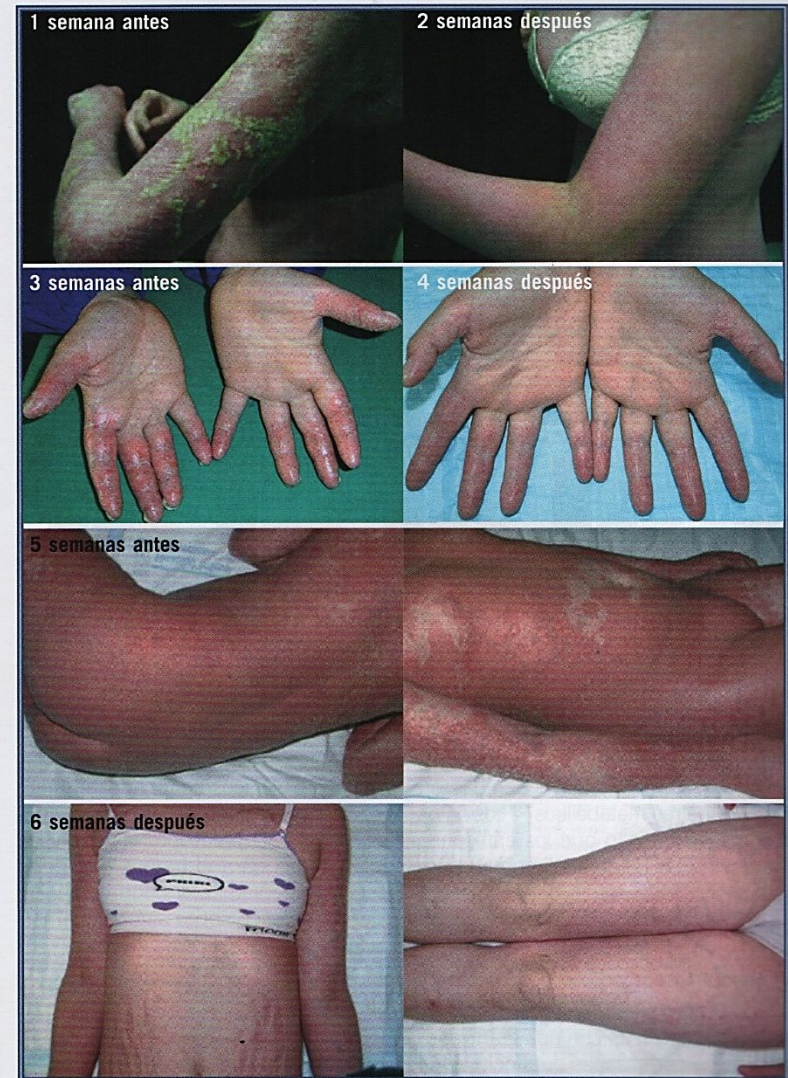 1 semana antes
2 semanas después
3 semanas antes
4 semanas después
5 semanas antes
6 semanas después